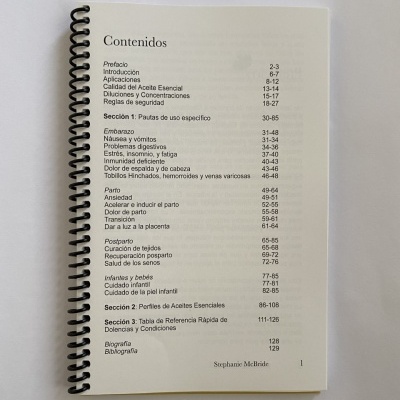 Contenidos
Prefacio 2-3
Introducción 6-7
Aplicaciones 8-12
Calidad del Aceite Esencial 13-14
Diluciones y Concentraciones 15-17
Reglas de seguridad 18-27
Sección 1: Pautas de uso específico 30-85
Embarazo 31-48
Náusea y vómitos 31-34
Problemas digestivos 34-36
Estrés, insomnio, y fatiga 37-40
Inmunidad deficiente 40-43
Dolor de espalda y de cabeza 43-46
Tobillos Hinchados, hemorroides y venas varicosas 46-48
Parto 49-64
Ansiedad 49-51
Acelerar e inducir el parto 52-55
Dolor de parto 55-58
Transición 59-61
Dar a luz a la placenta 61-64
Postparto 65-85
Curación de tejidos 65-68
Recuperación posparto 69-72
Salud de los senos 72-76
Infantes y bebés 77-85
Cuidado infantil 77-81
Cuidado de la piel infantil 82-85
Sección 2: Perfiles de Aceites Esenciales 86-108
Sección 3: Tabla de Referencia Rápida de 111-126
Dolencias y Condiciones
Biografía 128
Bibliografía 129
Stephanie McBride 1